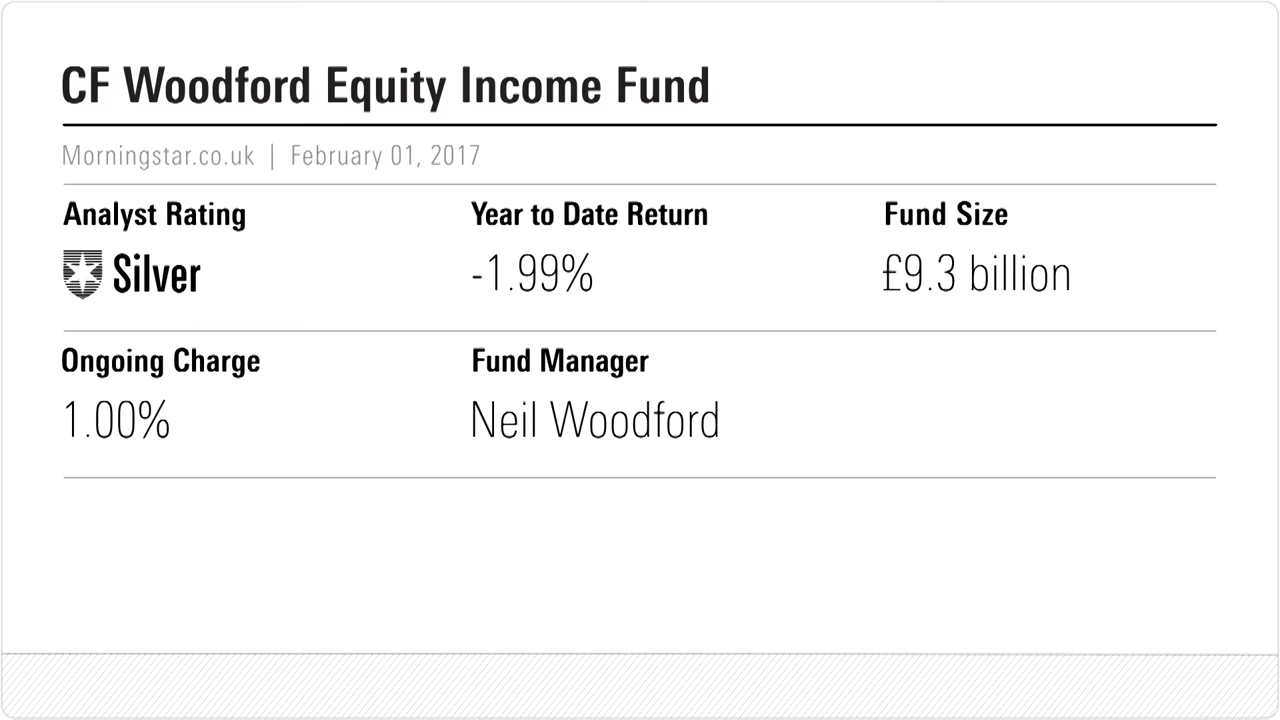 CF Woodford Equity Income Fund
Morningstar.co.uk | February 01, 2017
Analyst Rating Year to Date Return Fund Size
Silver -1.99% £9.3 billion
Ongoing Charge Fund Manager
1.00% Neil Woodford